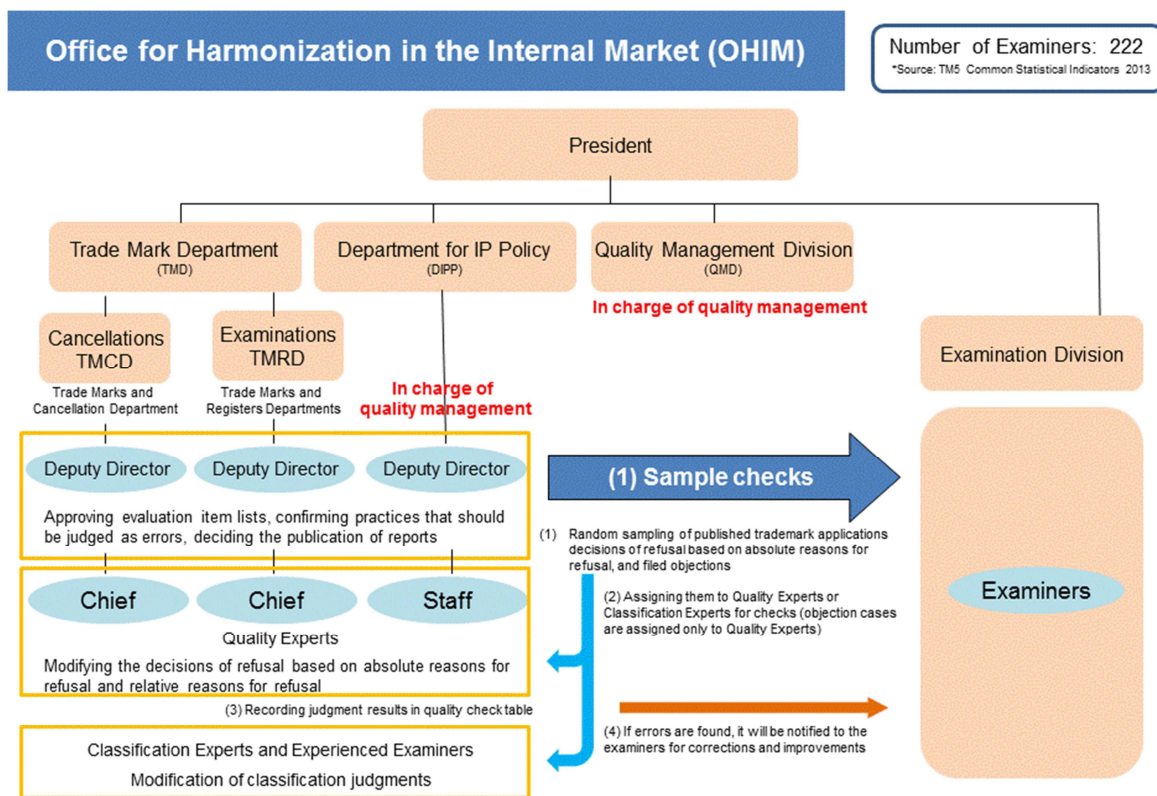 Office for Harmonization in the Internal Market (OHIM)
Number of Examiners: 222
*Source: TM5 Common Statistical Indicators 2013
President
Trade Mark Department
(TMD)
Department for IP Policy
(DIPP)
Quality Management Division
(QMD)
In charge of quality management
Cancellations
TMCD
Examinations
TMRD
Examination Division
Trade Marks and
Cancellation Department
Trade Marks and
Registers Departments
In charge of
quality management
Deputy Director
Deputy Director
Deputy Director
Approving evaluation item lists, confirming practices that should
be judged as errors, deciding the publication of reports
(1) Sample checks
(1) Random sampling of published trademark applications
decisions of refusal based on absolute reasons for
refusal, and filed objections
Chief
Chief
Staff
Quality Experts
Modifying the decisions of refusal based on absolute reasons for
refusal and relative reasons for refusal
(2) Assigning them to Quality Experts or
Classification Experts for checks (objection cases
are assigned only to Quality Experts)
Examiners
(3) Recording judgment results in quality check table
(4) If errors are found, it will be notified to the
examiners for corrections and improvements
Classification Experts and Experienced Examiners
Modification of classification judgments